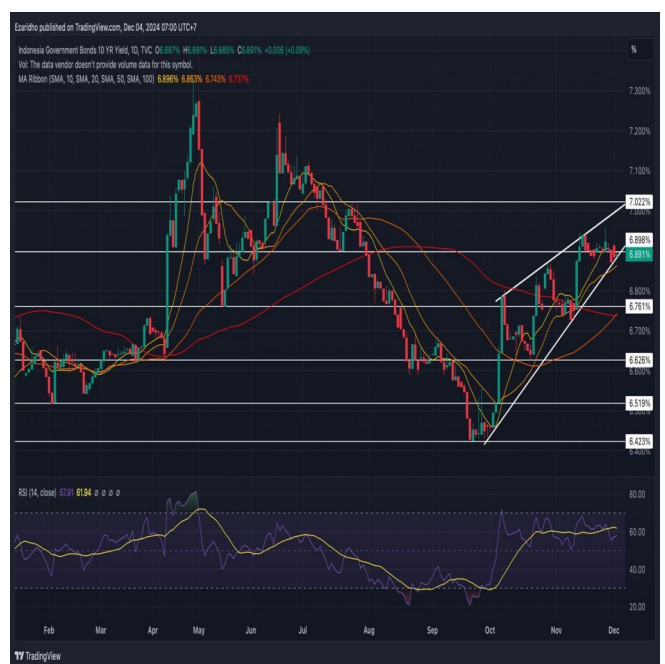 Ezaridho published on TradingView.com, Dec 04, 2024 07:00 UTC+7
Indonesia Government Bonds 10 YR Yield, 1D, TVC O6.887% H6.891% L6.885% C6.891% +0.006 (+0.09%)
%
Vol: The data vendor doesn't provide volume data for this symbol.
MA Ribbon (SMA, 10, SMA, 20, SMA, 50, SMA, 100) 6.896% 6.863% 6.743% 6.737%
7.300%
7.200%
7.100%
7.022%
7.000%
6.898%
6.891%
6.800%
6.761%
6.700%
6.626%
6.600%
6.519%
6.423%
6.400%
RSI (14, close) 57.91 61.94 ø ø ø ø
80.00
60.00
40.00
20.00
Feb Mar Apr May Jun Jul Aug Sep Oct Nov Dec
TradingView